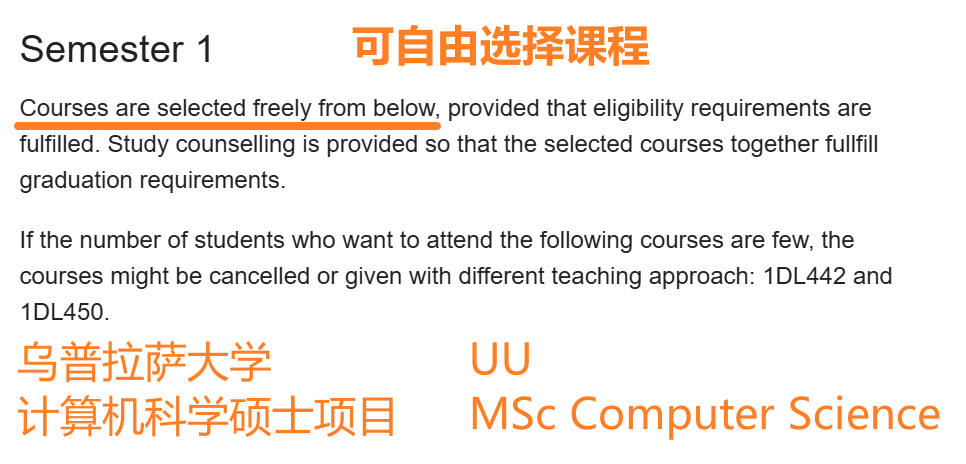 Semester 1 可自由选择课程
Courses are selected freely from below, provided that eligibility requirements are
fulfilled. Study counselling is provided so that the selected courses together fullfill
graduation requirements.
If the number of students who want to attend the following courses are few, the
courses might be cancelled or given with different teaching approach: 1DL442 and
1DL450.
乌普拉萨大学 UU
计算机科学硕士项目 MSc Computer Science